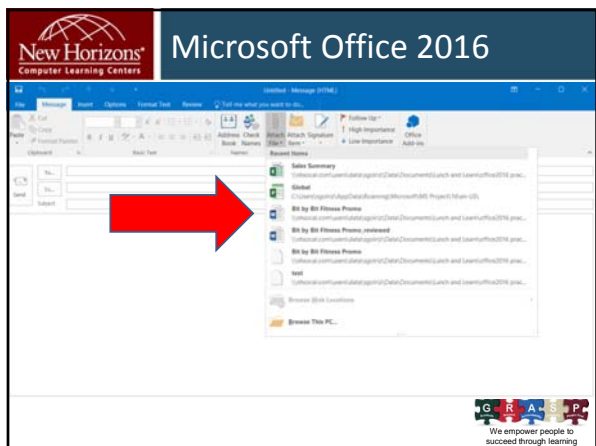 New Horizons®
Computer Learning Centers
Microsoft Office 2016
Untitled - Message (HTML)
File Message Insert Options Format Text Review Tell me what you want to do...
Paste
Cut
Copy
Format Painter
Clipboard
Basic Text
Address Book
Check Names
Names
Attach File
Attach Item
Signature
Follow Up
High Importance
Low Importance
Office Add-ins
Recent Items
Sales Summary
Global
Bit by Bit Fitness Promo
Bit by Bit Fitness Promo_reviewed
Bit by Bit Fitness Promo
test
Browse Web Locations
Browse This PC...
Send
To...
Cc...
Subject
G R A S P
We empower people to
succeed through learning